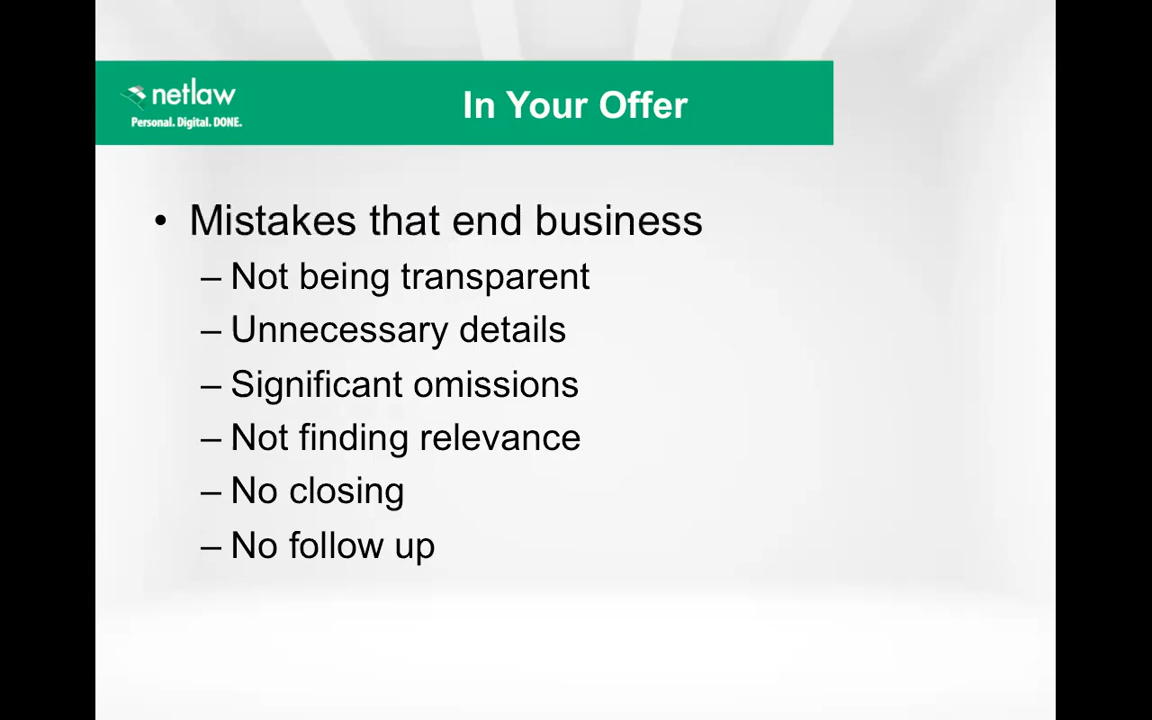 netlaw
Personal. Digital. DONE.
In Your Offer
• Mistakes that end business
– Not being transparent
– Unnecessary details
– Significant omissions
– Not finding relevance
– No closing
– No follow up